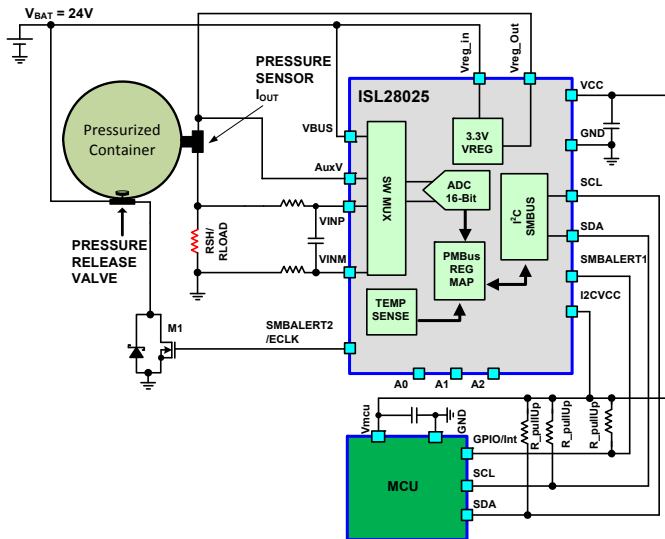 V_BAT = 24V
PRESSURE
SENSOR
I_OUT
Vreg_in
Vreg_Out
ISL28025
VCC
Pressurized
Container
VBUS
3.3V
VREG
GND
AuxV
SW MUX
ADC
16-Bit
SCL
I²C
SMBUS
VINP
SDA
PRESSURE
RELEASE
VALVE
RSH/
RLOAD
VINM
PMBus
REG
MAP
SMBALERT1
I2CVCC
TEMP
SENSE
M1
SMBALERT2
/ECLK
A0
A1
A2
Vmcu
GND
GPIO/Int
R_pullUp
R_pullUp
R_pullUp
MCU
SCL
SDA